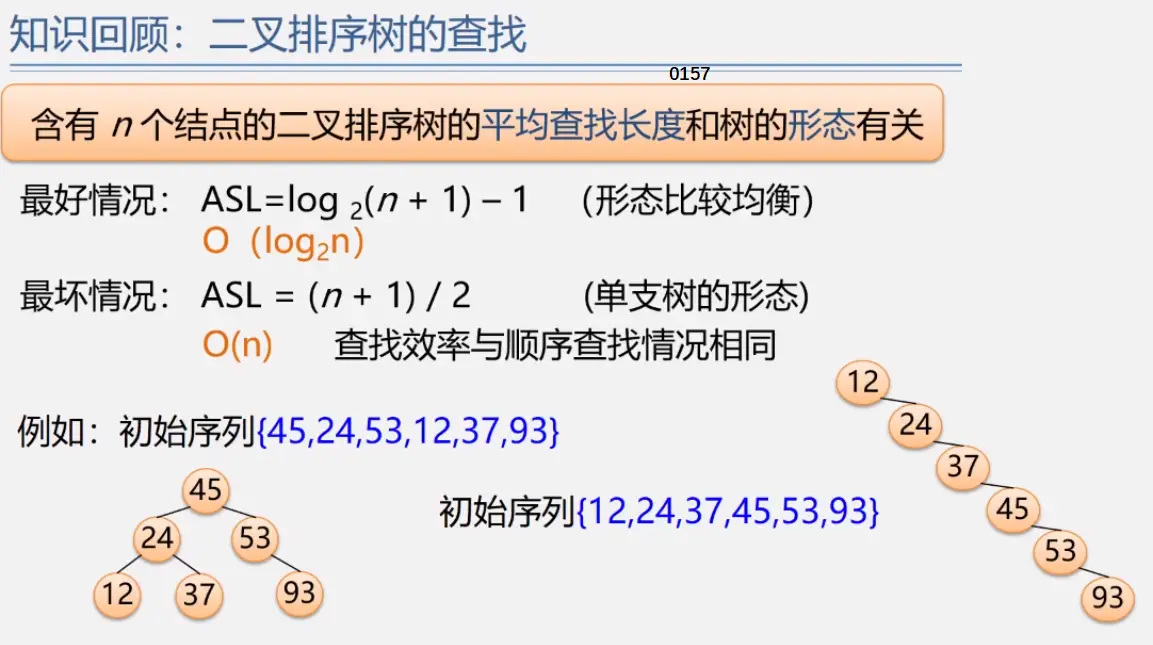 知识回顾：二叉排序树的查找
0157
含有 n 个结点的二叉排序树的平均查找长度和树的形态有关
最好情况： ASL=log ₂(n + 1) – 1 （形态比较均衡）
O（log₂n）
最坏情况： ASL = (n + 1) / 2 (单支树的形态)
O(n) 查找效率与顺序查找情况相同
例如：初始序列{45,24,53,12,37,93}
45
24 53
12 37 93
初始序列{12,24,37,45,53,93}
12
24
37
45
53
93